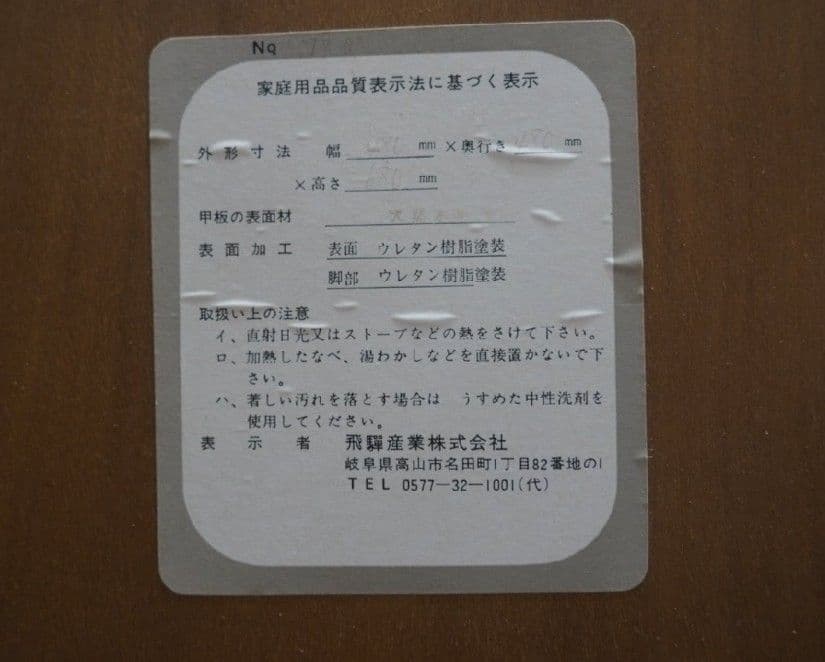 No
家庭用品品質表示法に基づく表示
外形寸法 幅 mm ×奥行き mm
×高さ mm
甲板の表面材
表面加工 表面 ウレタン樹脂塗装
脚部 ウレタン樹脂塗装
取扱い上の注意
イ、直射日光又はストーブなどの熱をさけて下さい。
ロ、加熱したなべ、湯わかしなどを直接置かないで下
さい。
ハ、著しい汚れを落とす場合は うすめた中性洗剤を
使用してください。
表示者 飛騨産業株式会社
岐阜県高山市名田町1丁目82番地の1
TEL 0577-32-1001(代)